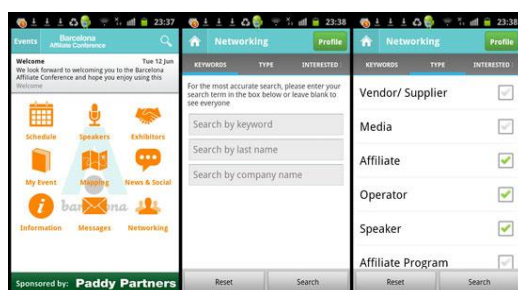 23:37
Events
Barcelona
Affiliate Conference
Welcome
Tue 12 Jun
We look forward to welcoming you to the Barcelona
Affiliate Conference and hope you enjoy using this
Welcome
Schedule
Speakers
Exhibitors
My Event
Mapping
News & Social
barcelona
Information
Messages
Networking
Sponsored by: Paddy Partners
23:38
Networking
Profile
KEYWORDS
TYPE
INTERESTED
For the most accurate search, please enter your
search term in the box below or leave blank to
see everyone
Search by keyword
Search by last name
Search by company name
Reset
Search
23:38
Networking
Profile
KEYWORDS
TYPE
INTERESTED
Vendor/ Supplier
Media
Affiliate
Operator
Speaker
Affiliate Program
Reset
Search